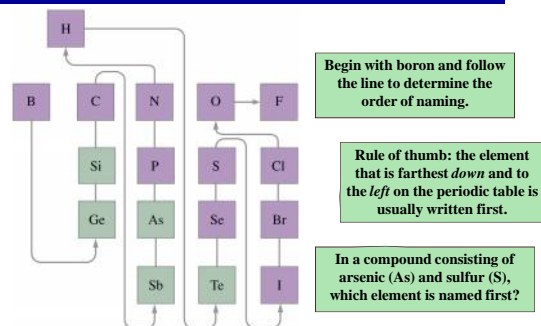 H
B C N O F
Si P S Cl
Ge As Se Br
Sb Te I
Begin with boron and follow
the line to determine the
order of naming.
Rule of thumb: the element
that is farthest down and to
the left on the periodic table is
usually written first.
In a compound consisting of
arsenic (As) and sulfur (S),
which element is named first?